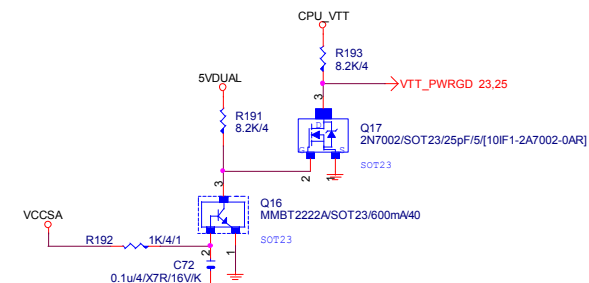 CPU_VTT
R193
8.2K/4
VTT_PWRGD 23,25
5VDUAL
3
R191
8.2K/4
D
Q17
2N7002/SOT23/25pF/5/[10IF1-2A7002-0AR]
G
S
SOT23
2
1
3
Q16
MMBT2222A/SOT23/600mA/40
VCCSA
R192
1K/4/1
SOT23
2
1
C72
0.1u/4/X7R/16V/K